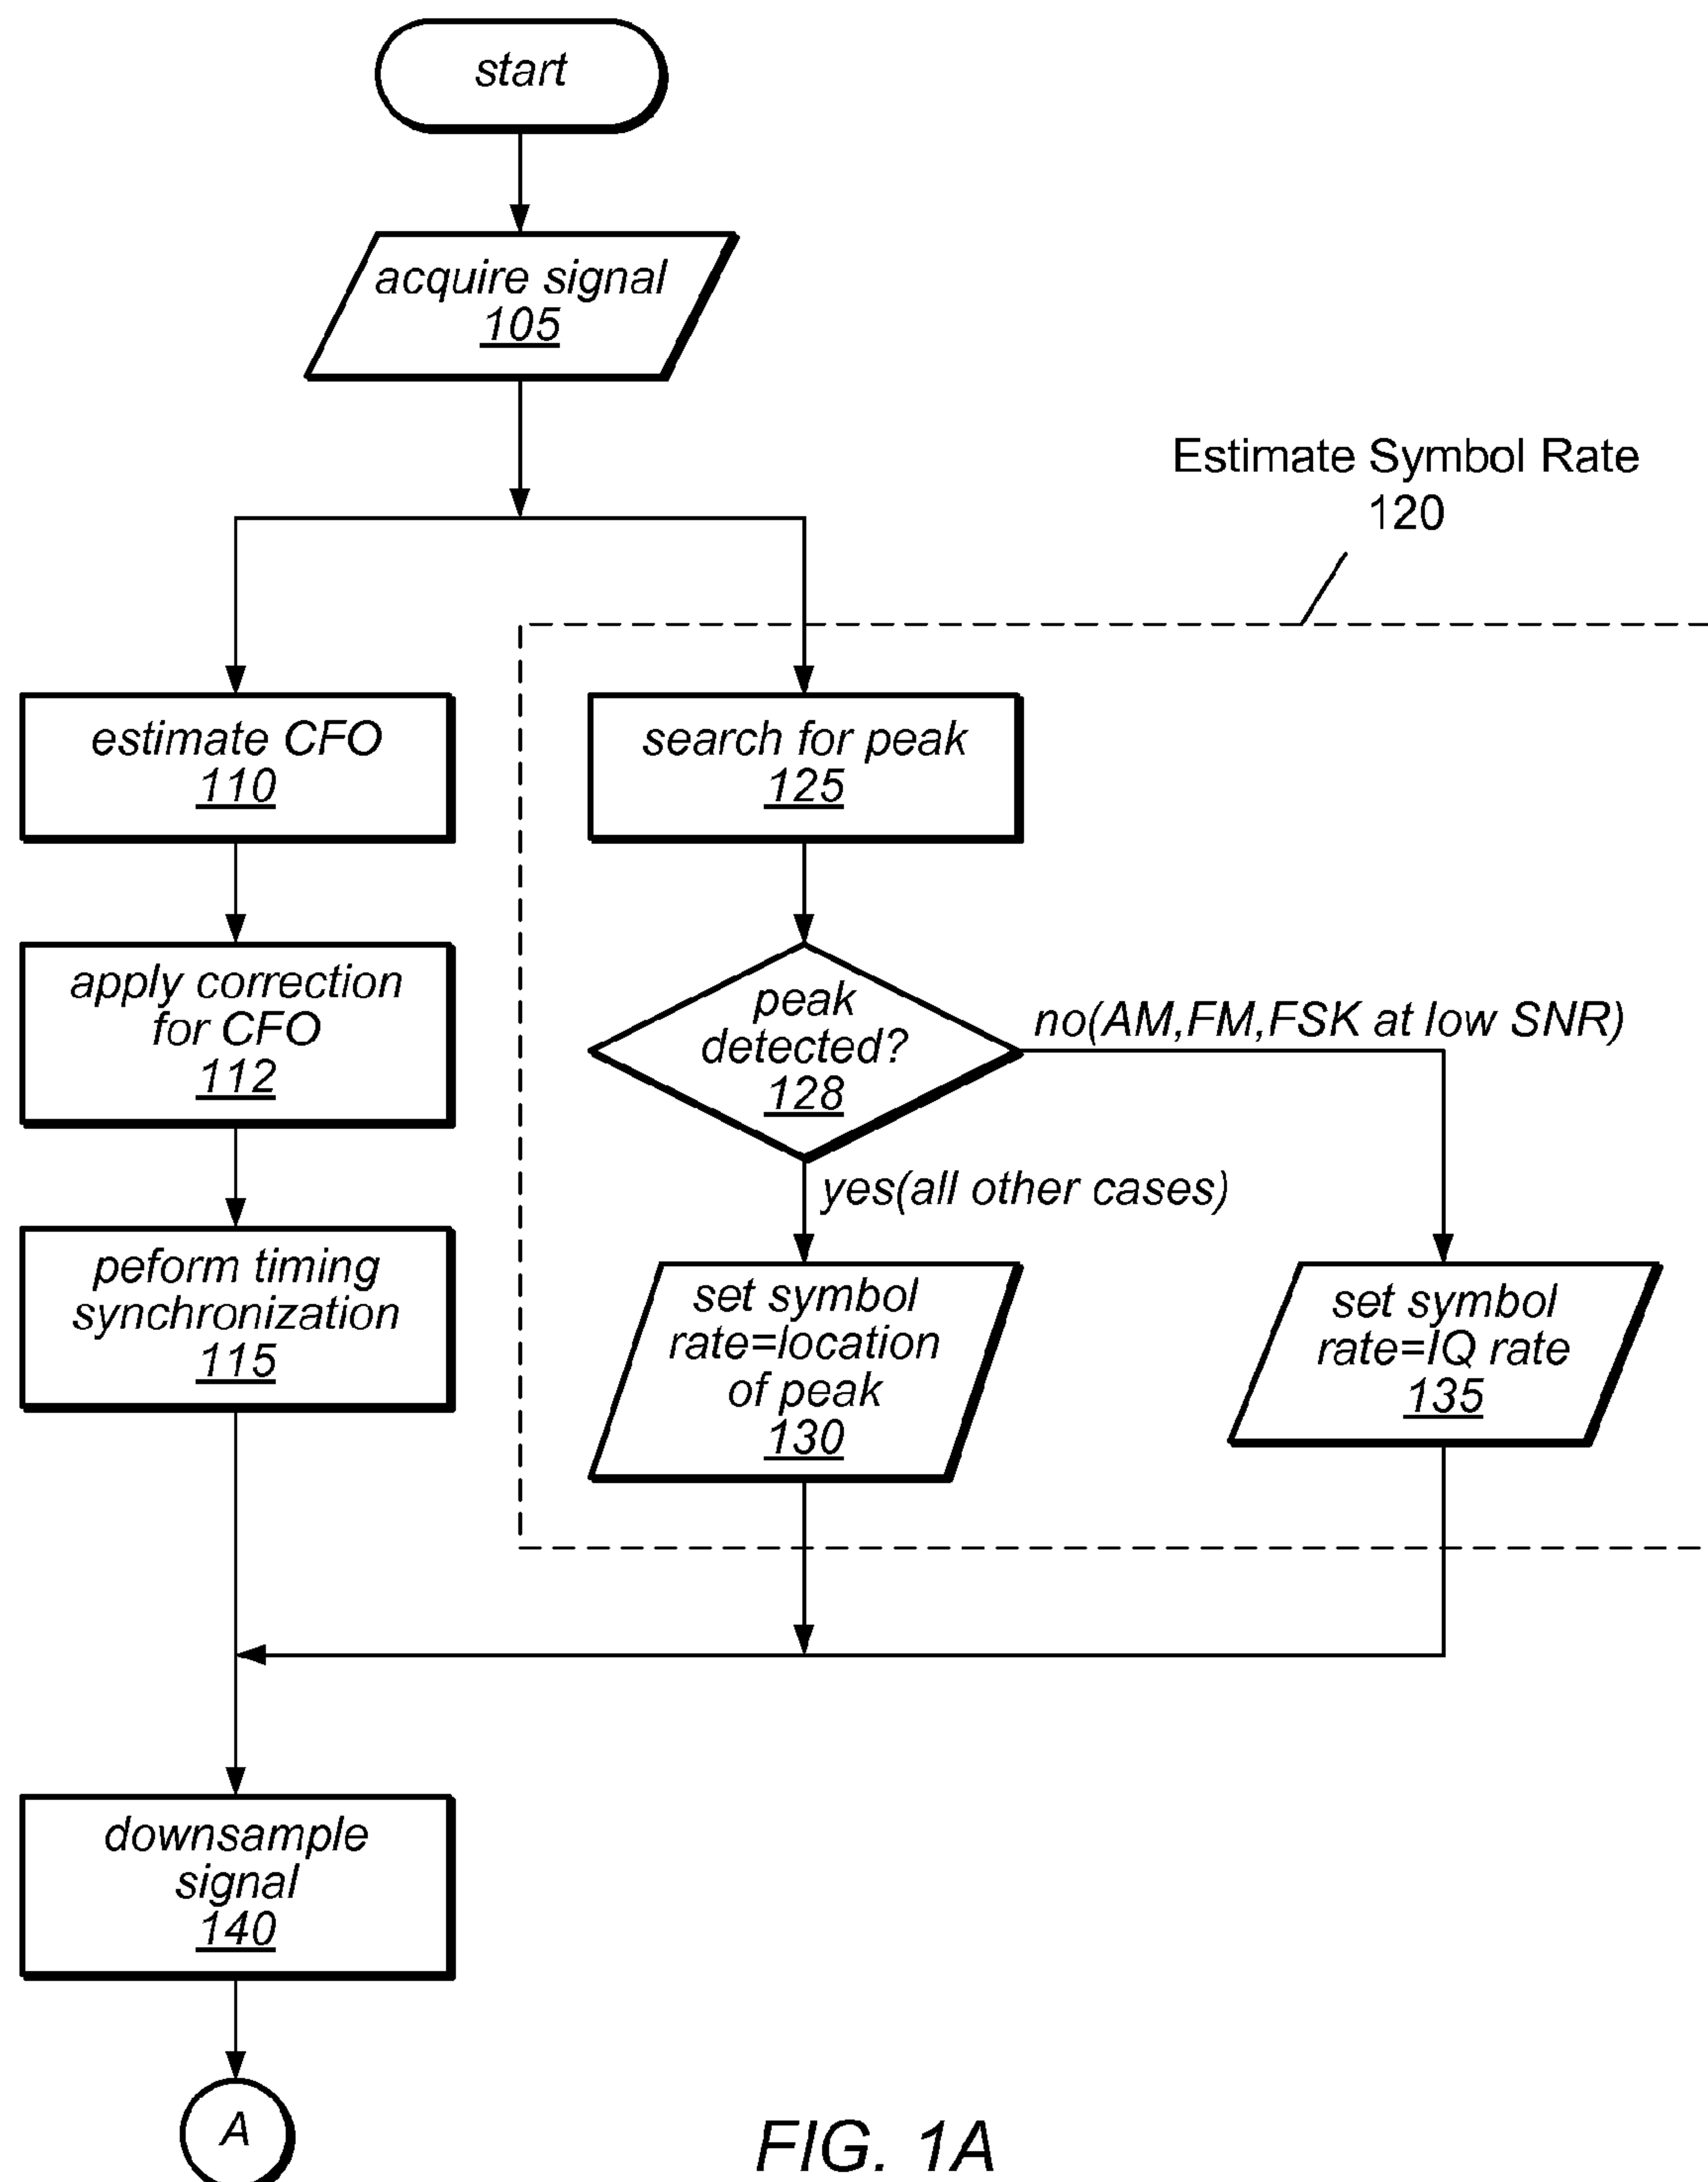 start
acquire signal
105
Estimate Symbol Rate
120
estimate CFO
110
search for peak
125
apply correction
for CFO
112
peak
detected?
128
no(AM,FM,FSK at low SNR)
yes(all other cases)
peform timing
synchronization
115
set symbol
rate=location
of peak
130
set symbol
rate=IQ rate
135
downsample
signal
140
A
FIG. 1A